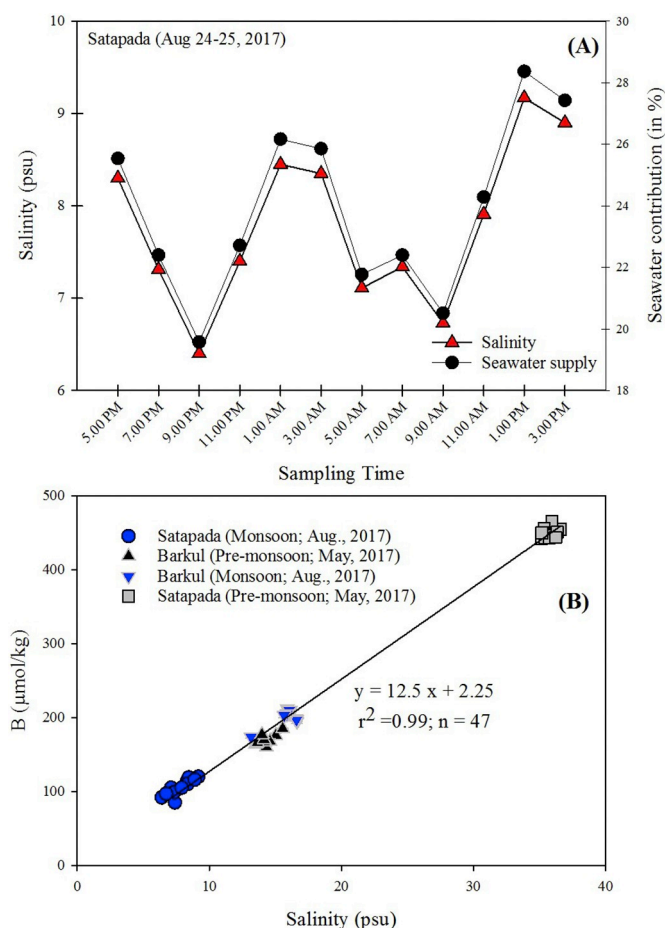 Satapada (Aug 24-25, 2017)
(A)
10
9
8
7
6
Salinity (psu)
30
28
26
24
22
20
18
Seawater contribution (in %)
Salinity
Seawater supply
5.00 PM
7.00 PM
9.00 PM
11.00 PM
1.00 AM
3.00 AM
5.00 AM
7.00 AM
9.00 AM
11.00 AM
1.00 PM
3.00 PM
Sampling Time
500
400
300
200
100
0
B (µmol/kg)
Satapada (Monsoon; Aug., 2017)
Barkul (Pre-monsoon; May, 2017)
Barkul (Monsoon; Aug., 2017)
Satapada (Pre-monsoon; May, 2017)
(B)
y = 12.5 x + 2.25
r² =0.99; n = 47
0
10
20
30
40
Salinity (psu)